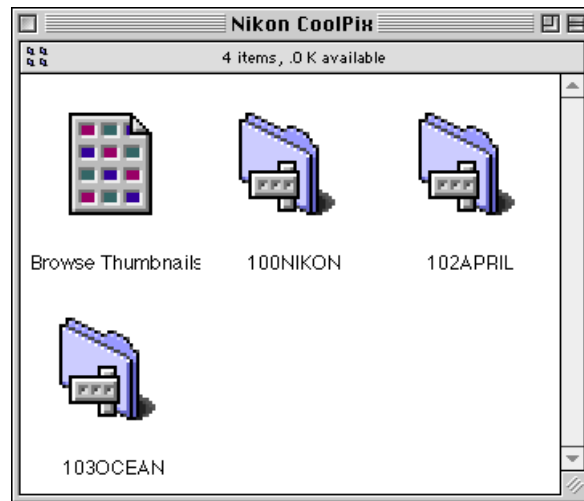 Nikon CoolPix
4 items, .0 K available
Browse Thumbnails
100NIKON
102APRIL
103OCEAN